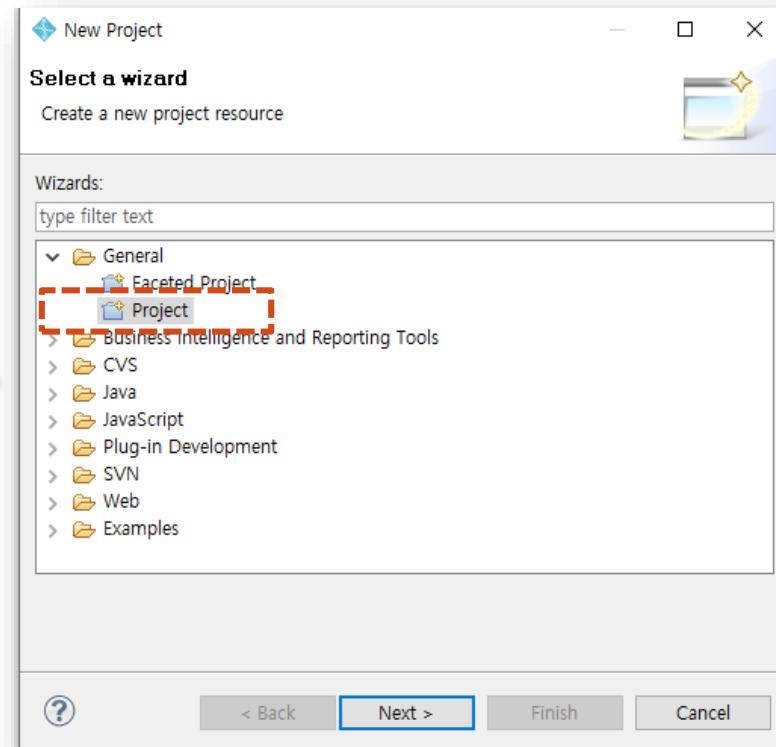 New Project
Select a wizard
Create a new project resource
Wizards:
type filter text
General
Faceted Project
Project
Business Intelligence and Reporting Tools
CVS
Java
JavaScript
Plug-in Development
SVN
Web
Examples
?
< Back Next > Finish Cancel